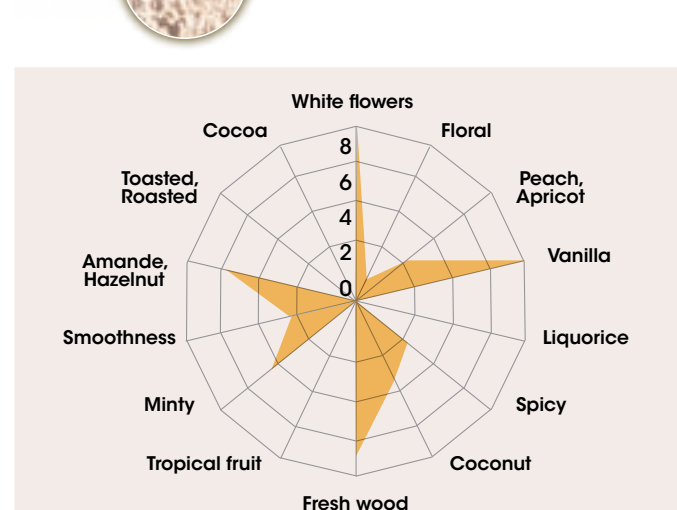 White flowers
Cocoa
Floral
8
Toasted,
Roasted
6
Peach,
Apricot
4
Amande,
Hazelnut
2
Vanilla
0
Smoothness
Liquorice
Minty
Spicy
Tropical fruit
Coconut
Fresh wood